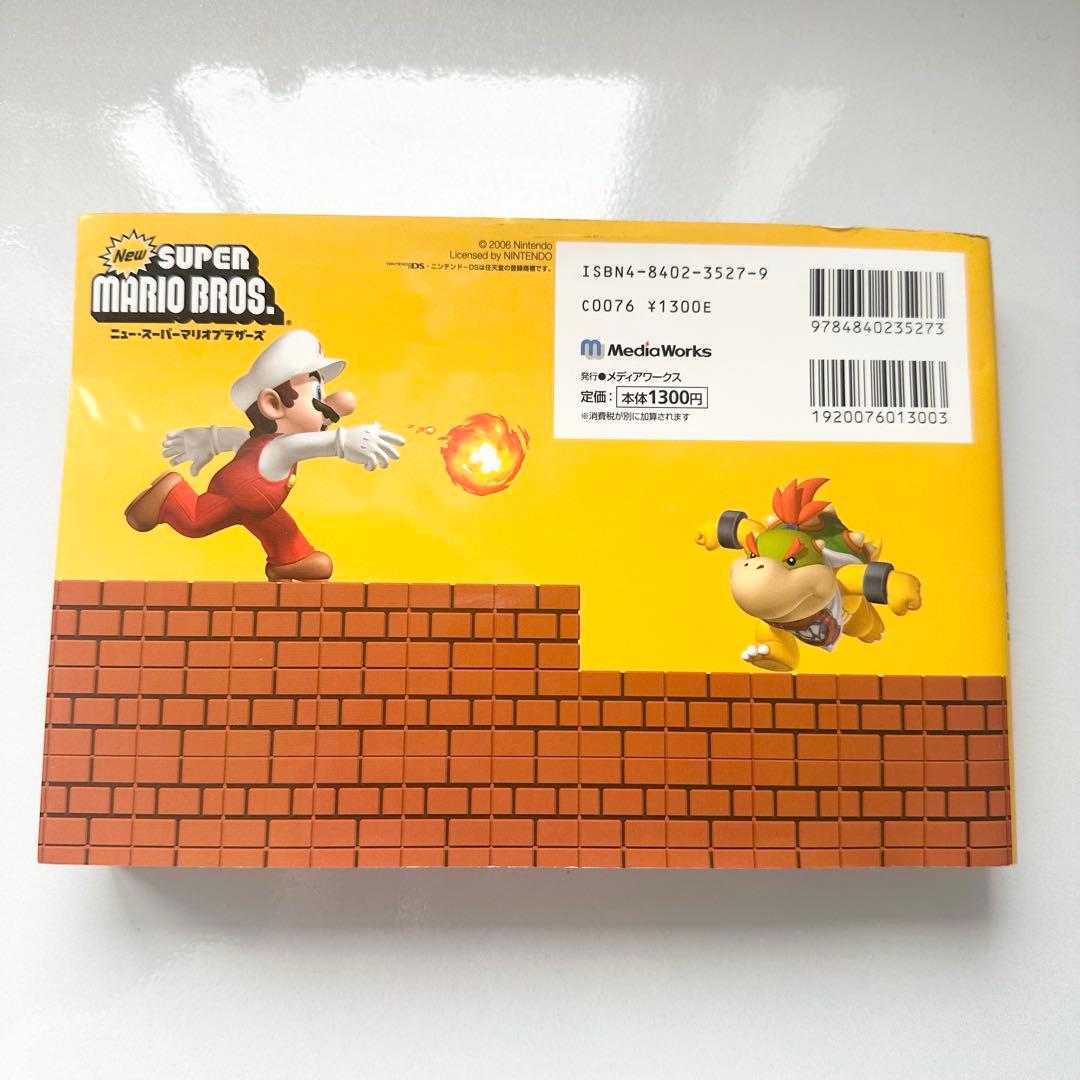 New SUPER
MARIO BROS.®
ニュー・スーパーマリオブラザーズ
© 2006 Nintendo
Licensed by NINTENDO
NINTENDO DS・ニンテンドーDSは任天堂の登録商標です。
ISBN4-8402-3527-9
C0076 ¥1300E
9784840235273
MediaWorks
発行●メディアワークス
定価： 本体1300円
※消費税が別に加算されます
1920076013003